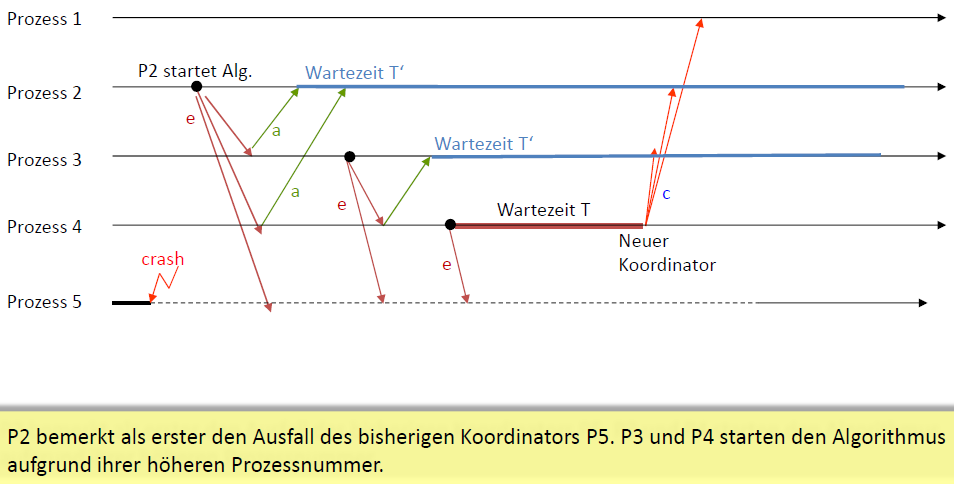 Prozess 1
P2 startet Alg.
Wartezeit T‘
Prozess 2
e
a
Wartezeit T‘
Prozess 3
a
e
c
Wartezeit T
Prozess 4
Neuer
Koordinator
crash
e
Prozess 5
P2 bemerkt als erster den Ausfall des bisherigen Koordinators P5. P3 und P4 starten den Algorithmus
aufgrund ihrer höheren Prozessnummer.